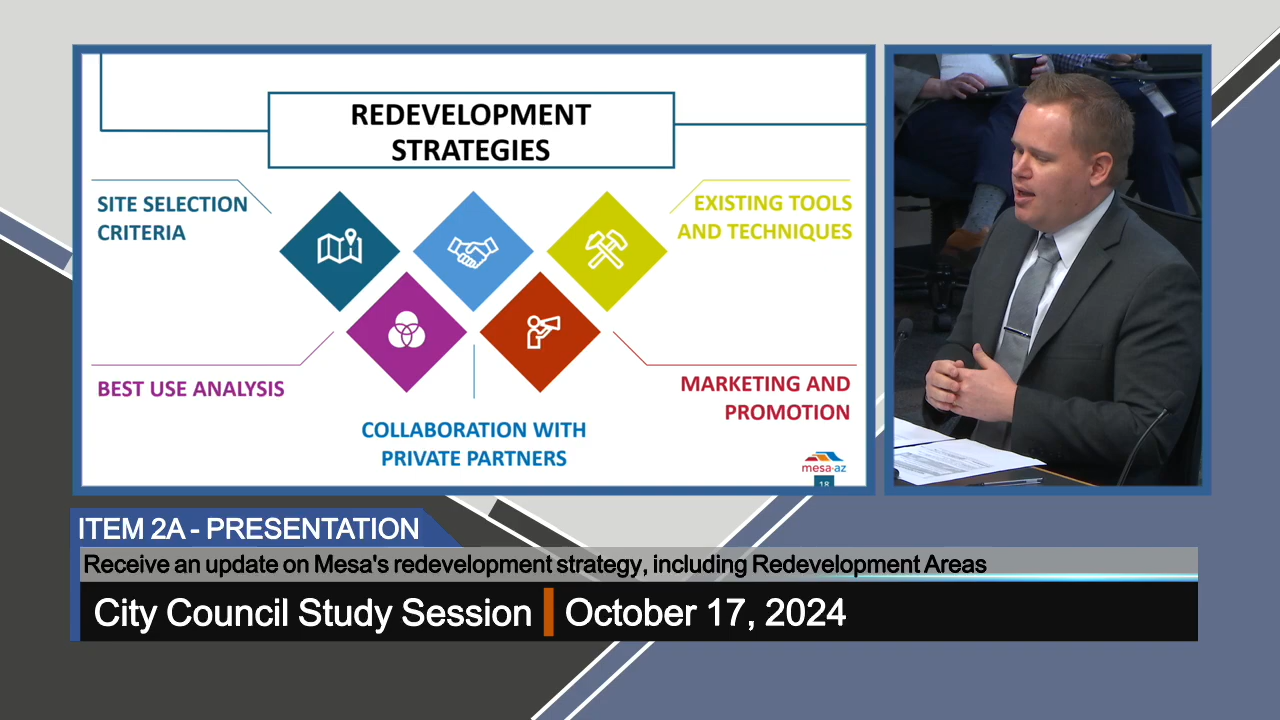 REDEVELOPMENT
STRATEGIES
SITE SELECTION
CRITERIA
EXISTING TOOLS
AND TECHNIQUES
BEST USE ANALYSIS
COLLABORATION WITH
PRIVATE PARTNERS
MARKETING AND
PROMOTION
mesa·az
18
ITEM 2A - PRESENTATION
Receive an update on Mesa's redevelopment strategy, including Redevelopment Areas
City Council Study Session
October 17, 2024